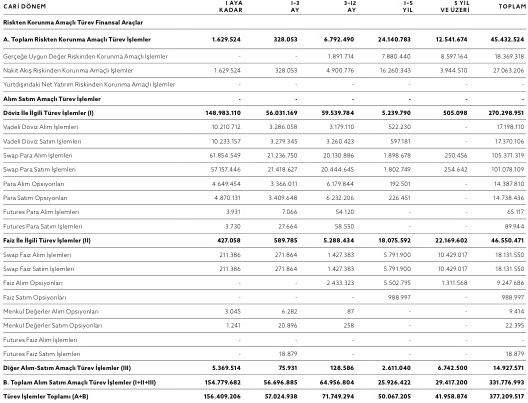 CARİ DÖNEM 1 AYA KADAR 1-3 AY 3-12 AY 1-5 YIL 5 YIL VE ÜZERİ TOPLAM
Riskten Korunma Amaçlı Türev Finansal Araçlar
A. Toplam Riskten Korunma Amaçlı Türev İşlemler 1.629.524 328.053 6.792.490 24.140.783 12.541.674 45.432.524
Gerçeğe Uygun Değer Riskinden Korunma Amaçlı İşlemler - - 1.891.714 7.880.440 8.597.164 18.369.318
Nakit Akış Riskinden Korunma Amaçlı İşlemler 1.629.524 328.053 4.900.776 16.260.343 3.944.510 27.063.206
Yurtdışındaki Net Yatırım Riskinden Korunma Amaçlı İşlemler - - - - - -
Alım Satım Amaçlı Türev İşlemler - - - - - -
Döviz İle İlgili Türev İşlemler (I) 148.983.110 56.031.169 59.539.784 5.239.790 505.098 270.298.951
Vadeli Döviz Alım İşlemleri 10.210.712 3.286.058 3.179.110 522.230 - 17.198.110
Vadeli Döviz Satım İşlemleri 10.233.157 3.279.345 3.260.423 597.181 - 17.370.106
Swap Para Alım İşlemleri 61.854.549 21.236.750 20.130.886 1.898.678 250.456 105.371.319
Swap Para Satım İşlemleri 57.157.446 21.418.627 20.444.645 1.802.749 254.642 101.078.109
Para Alım Opsiyonları 4.649.454 3.366.011 6.179.844 192.501 - 14.387.810
Para Satım Opsiyonları 4.870.131 3.409.648 6.232.206 226.451 - 14.738.436
Futures Para Alım İşlemleri 3.931 7.066 54.120 - - 65.117
Futures Para Satım İşlemleri 3.730 27.664 58.550 - - 89.944
Faiz İle İlgili Türev İşlemler (II) 427.058 589.785 5.288.434 18.075.592 22.169.602 46.550.471
Swap Faiz Alım İşlemleri 211.386 271.864 1.427.383 5.791.900 10.429.017 18.131.550
Swap Faiz Satım İşlemleri 211.386 271.864 1.427.383 5.791.900 10.429.017 18.131.550
Faiz Alım Opsiyonları - - 2.433.323 5.502.795 1.311.568 9.247.686
Faiz Satım Opsiyonları - - - 988.997 - 988.997
Menkul Değerler Alım Opsiyonları 3.045 6.282 87 - - 9.414
Menkul Değerler Satım Opsiyonları 1.241 20.896 258 - - 22.395
Futures Faiz Alım İşlemleri - - - - - -
Futures Faiz Satım İşlemleri - 18.879 - - - 18.879
Diğer Alım-Satım Amaçlı Türev İşlemler (III) 5.369.514 75.931 128.586 2.611.040 6.742.500 14.927.571
B. Toplam Alım Satım Amaçlı Türev İşlemler (I+II+III) 154.779.682 56.696.885 64.956.804 25.926.422 29.417.200 331.776.993
Türev İşlemler Toplamı (A+B) 156.409.206 57.024.938 71.749.294 50.067.205 41.958.874 377.209.517